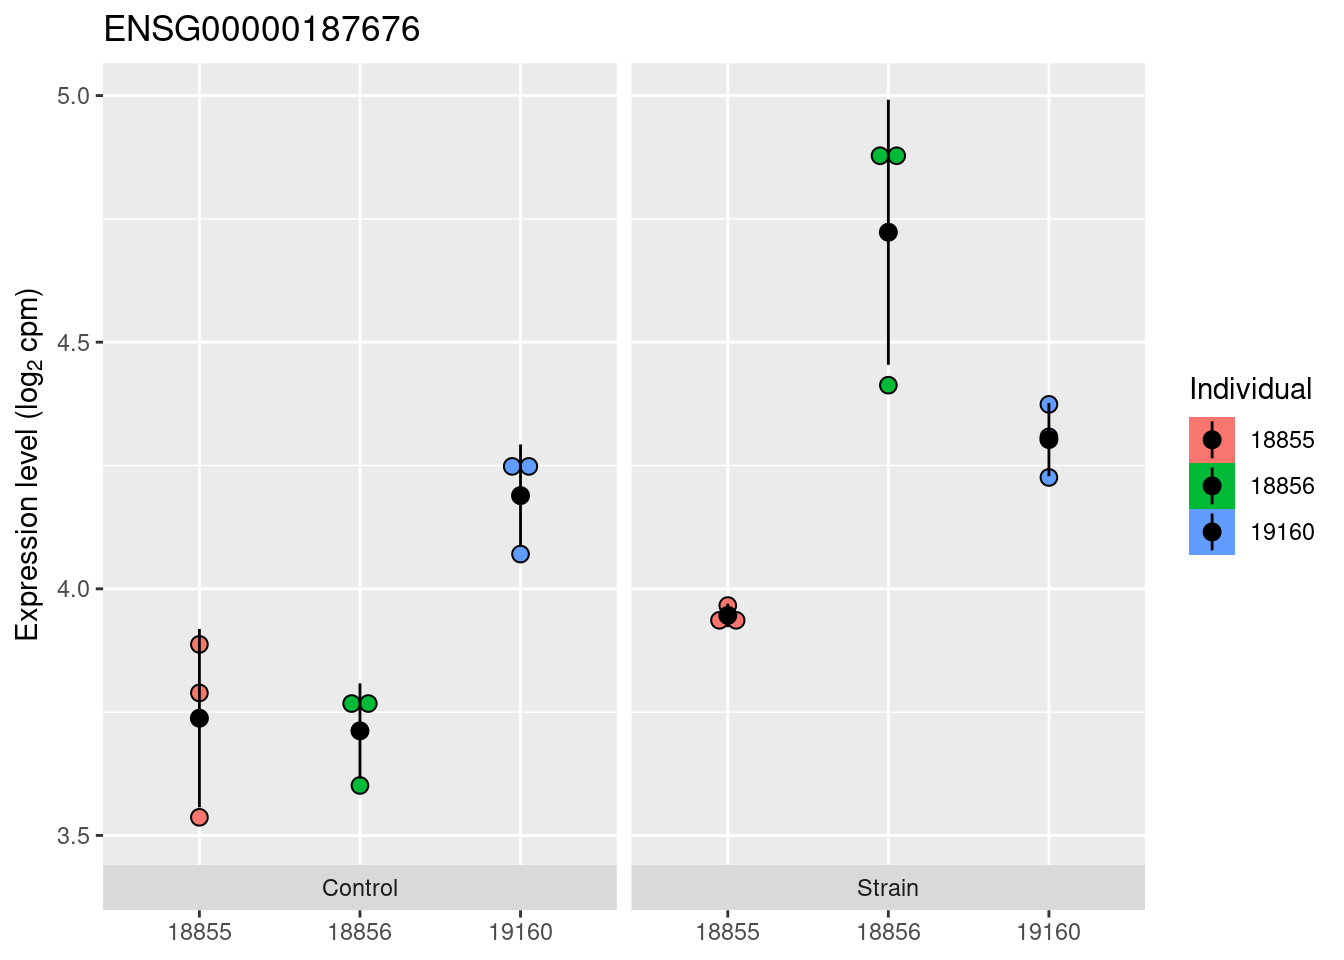 ENSG00000187676
Expression level (log₂ cpm)
5.0
4.5
4.0
3.5
Control
Strain
18855
18856
19160
18855
18856
19160
Individual
18855
18856
19160